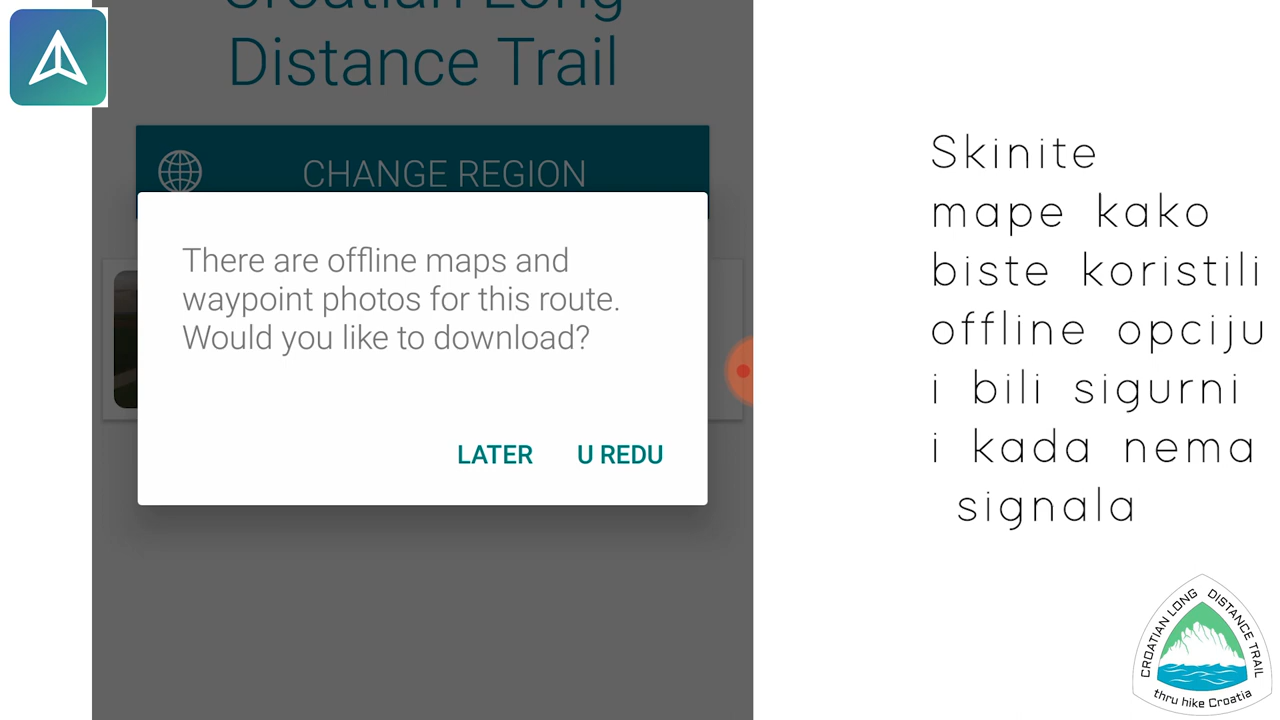 Croatian Long
Distance Trail
CHANGE REGION
There are offline maps and
waypoint photos for this route.
Would you like to download?
LATER
U REDU
Skinite
mape kako
biste koristili
offline opciju
i bili sigurni
i kada nema
signala
CROATIAN LONG DISTANCE TRAIL
thru hike Croatia